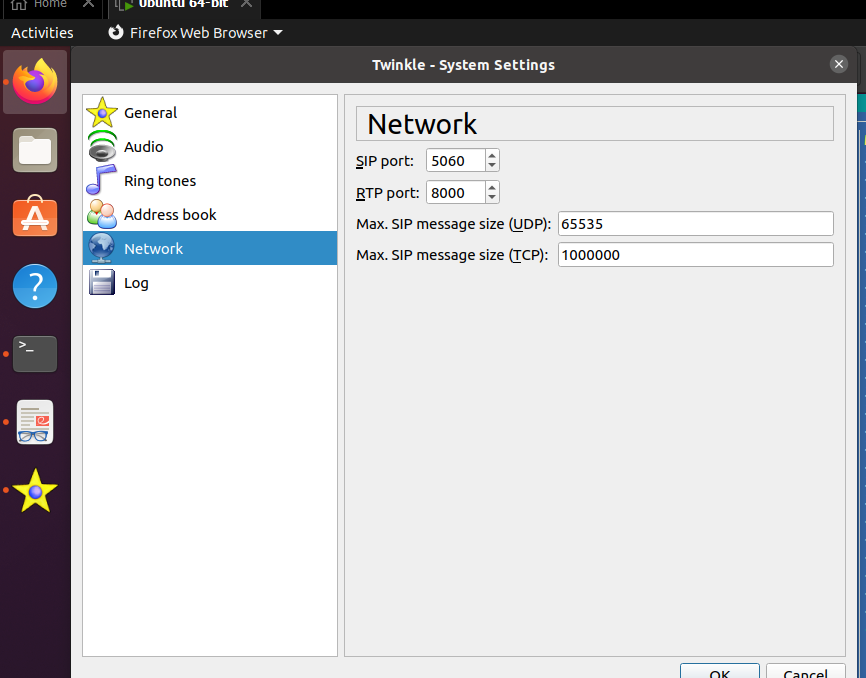 Home
Ubuntu 64-bit
Activities
Firefox Web Browser
Twinkle - System Settings
General
Audio
Ring tones
Address book
Network
Log
Network
SIP port: 5060
RTP port: 8000
Max. SIP message size (UDP): 65535
Max. SIP message size (TCP): 1000000
OK
Cancel